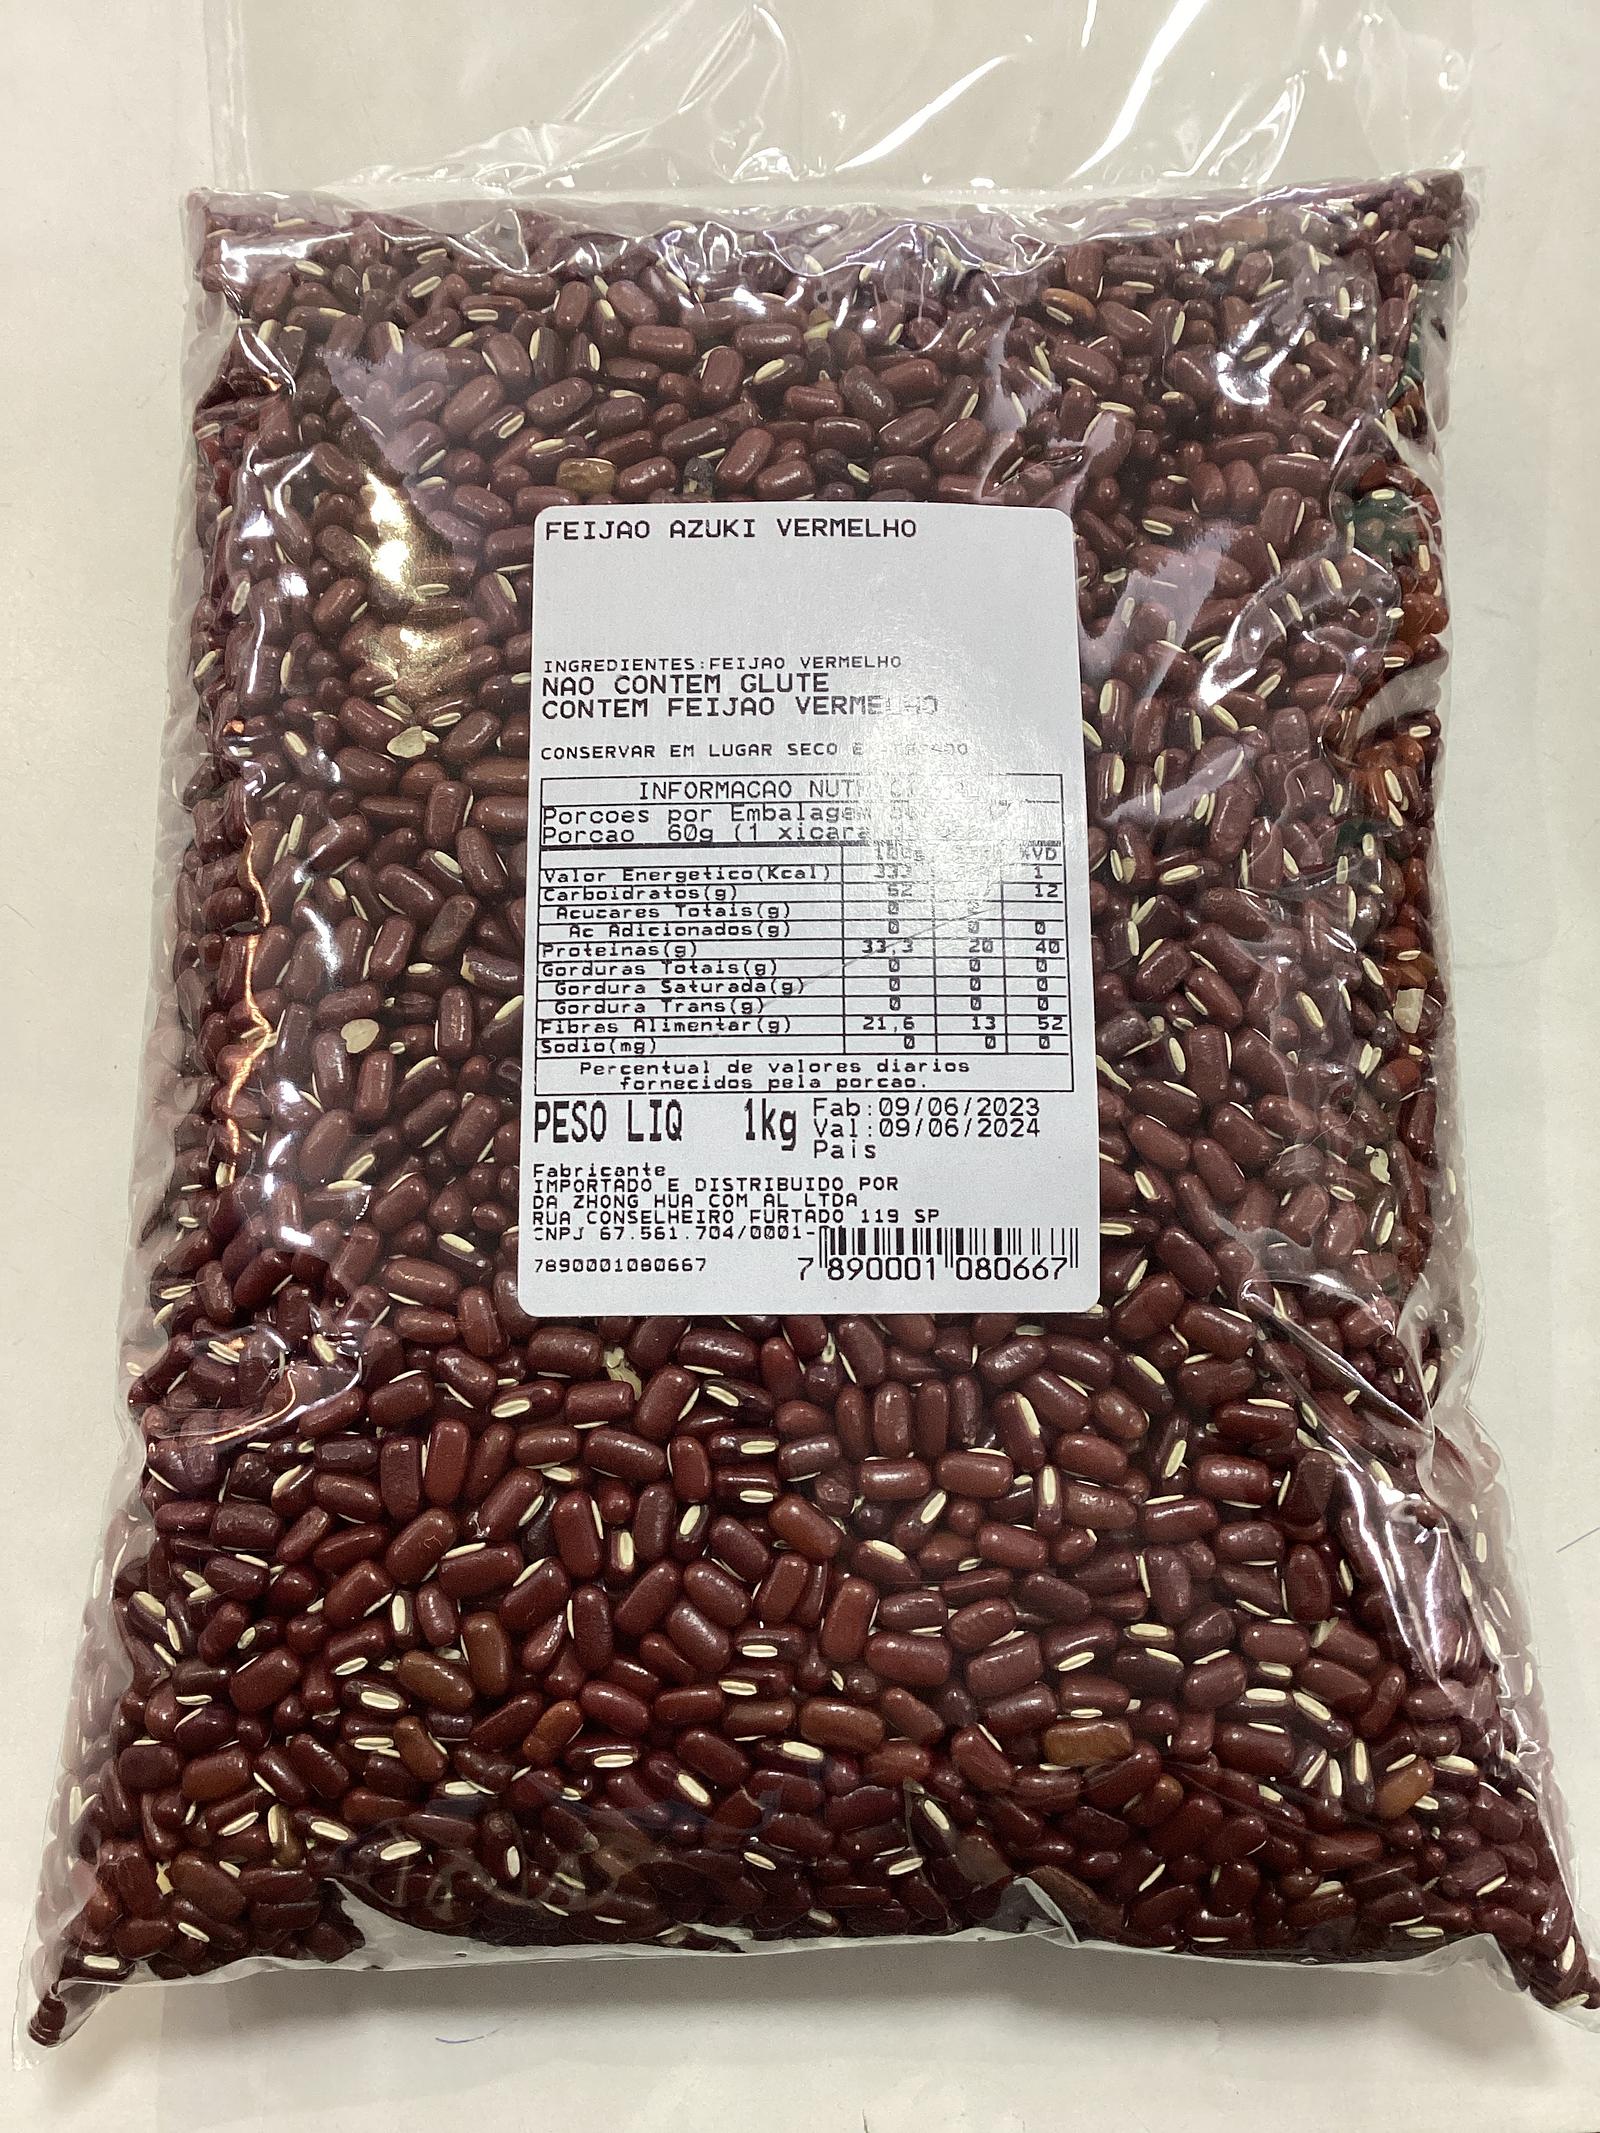 FEIJAO AZUKI VERMELHO
INGREDIENTES:FEIJAO VERMELHO
NAO CONTEM GLUTE
CONTEM FEIJAO VERMELHO
CONSERVAR EM LUGAR SECO E
INFORMACAO NUTRICIONAL
Porcoes por Embalagem
Porcao 60g (1 xicara
100g %VD
Valor Energetico(Kcal) 333 1
Carboidratos(g) 62 12
Acucares Totais(g) 0 0
Ac Adicionados(g) 0 0 0
Proteinas(g) 33,3 20 40
Gorduras Totais(g) 0 0 0
Gordura Saturada(g) 0 0 0
Gordura Trans(g) 0 0 0
Fibras Alimentar(g) 21,6 13 52
Sodio(mg) 0 0 0
Percentual de valores diarios
fornecidos pela porcao.
PESO LIQ 1kg Fab:09/06/2023
Val:09/06/2024
Pais
Fabricante
IMPORTADO E DISTRIBUIDO POR
DA ZHONG HUA COM AL LTDA
RUA CONSELHEIRO FURTADO 119 SP
CNPJ 67.561.704/0001-
7890001080667 7 890001 080667